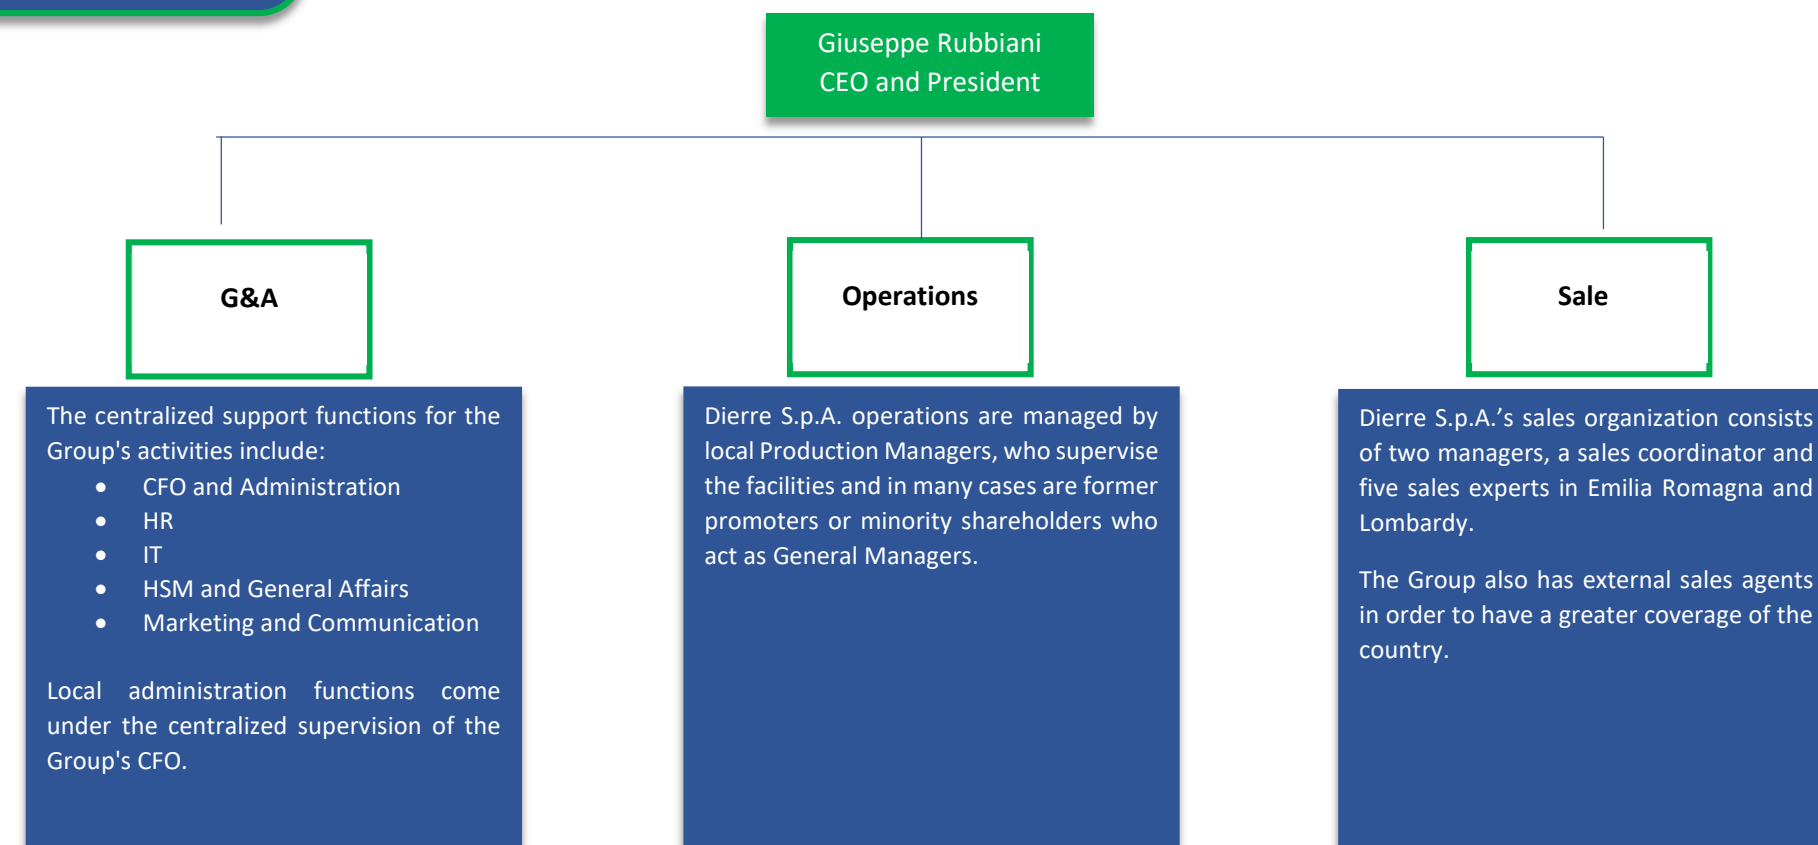 Giuseppe Rubbiani
CEO and President
G&A
Operations
Sale
The centralized support functions for the
Group's activities include:
• CFO and Administration
• HR
• IT
• HSM and General Affairs
• Marketing and Communication
Local administration functions come
under the centralized supervision of the
Group's CFO.
Dierre S.p.A. operations are managed by
local Production Managers, who supervise
the facilities and in many cases are former
promoters or minority shareholders who
act as General Managers.
Dierre S.p.A.’s sales organization consists
of two managers, a sales coordinator and
five sales experts in Emilia Romagna and
Lombardy.
The Group also has external sales agents
in order to have a greater coverage of the
country.